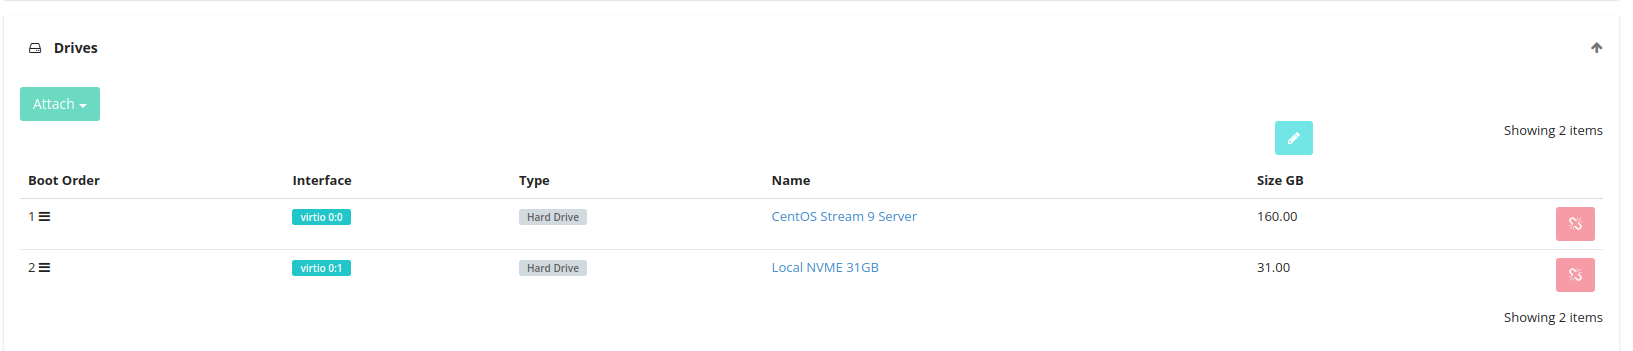 Drives
Attach
Showing 2 items
Boot Order Interface Type Name Size GB
1 virtio 0:0 Hard Drive CentOS Stream 9 Server 160.00
2 virtio 0:1 Hard Drive Local NVME 31GB 31.00
Showing 2 items